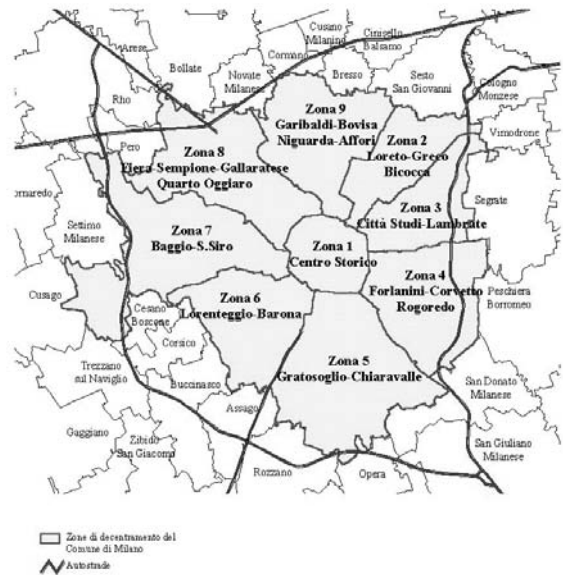 Cusano
Milanino
Cinisello
Balsamo
Arese
Cormano
Bollate
Novate
Milanese
Bresso
Sesto
San Giovanni
Cologno
Monzese
Rho
Zona 9
Garibaldi-Bovisa
Niguarda-Affori
Zona 2
Loreto-Greco
Bicocca
Vimodrone
Pero
Zona 8
Fiera Sempione-Gallaratese
Quarto Oggiaro
ornaredo
Zona 3
Città Studi-Lambrate
Segrate
Settimo
Milanese
Zona 7
Baggio-S.Siro
Zona 1
Centro Storico
Zona 4
Forlanini-Corvetto
Rogoredo
Peschiera
Borromeo
Cusago
Cesano
Boscone
Zona 6
Lorenteggio-Barona
Corsico
Trezzano
sul Naviglio
Buccinasco
Zona 5
Gratosoglio-Chiaravalle
San Donato
Milanese
Assago
Gaggiano
Zibido
San Giacomo
San Giuliano
Milanese
Rozzano
Opera
Zone di decentramento del
Comune di Milano
Autostrade